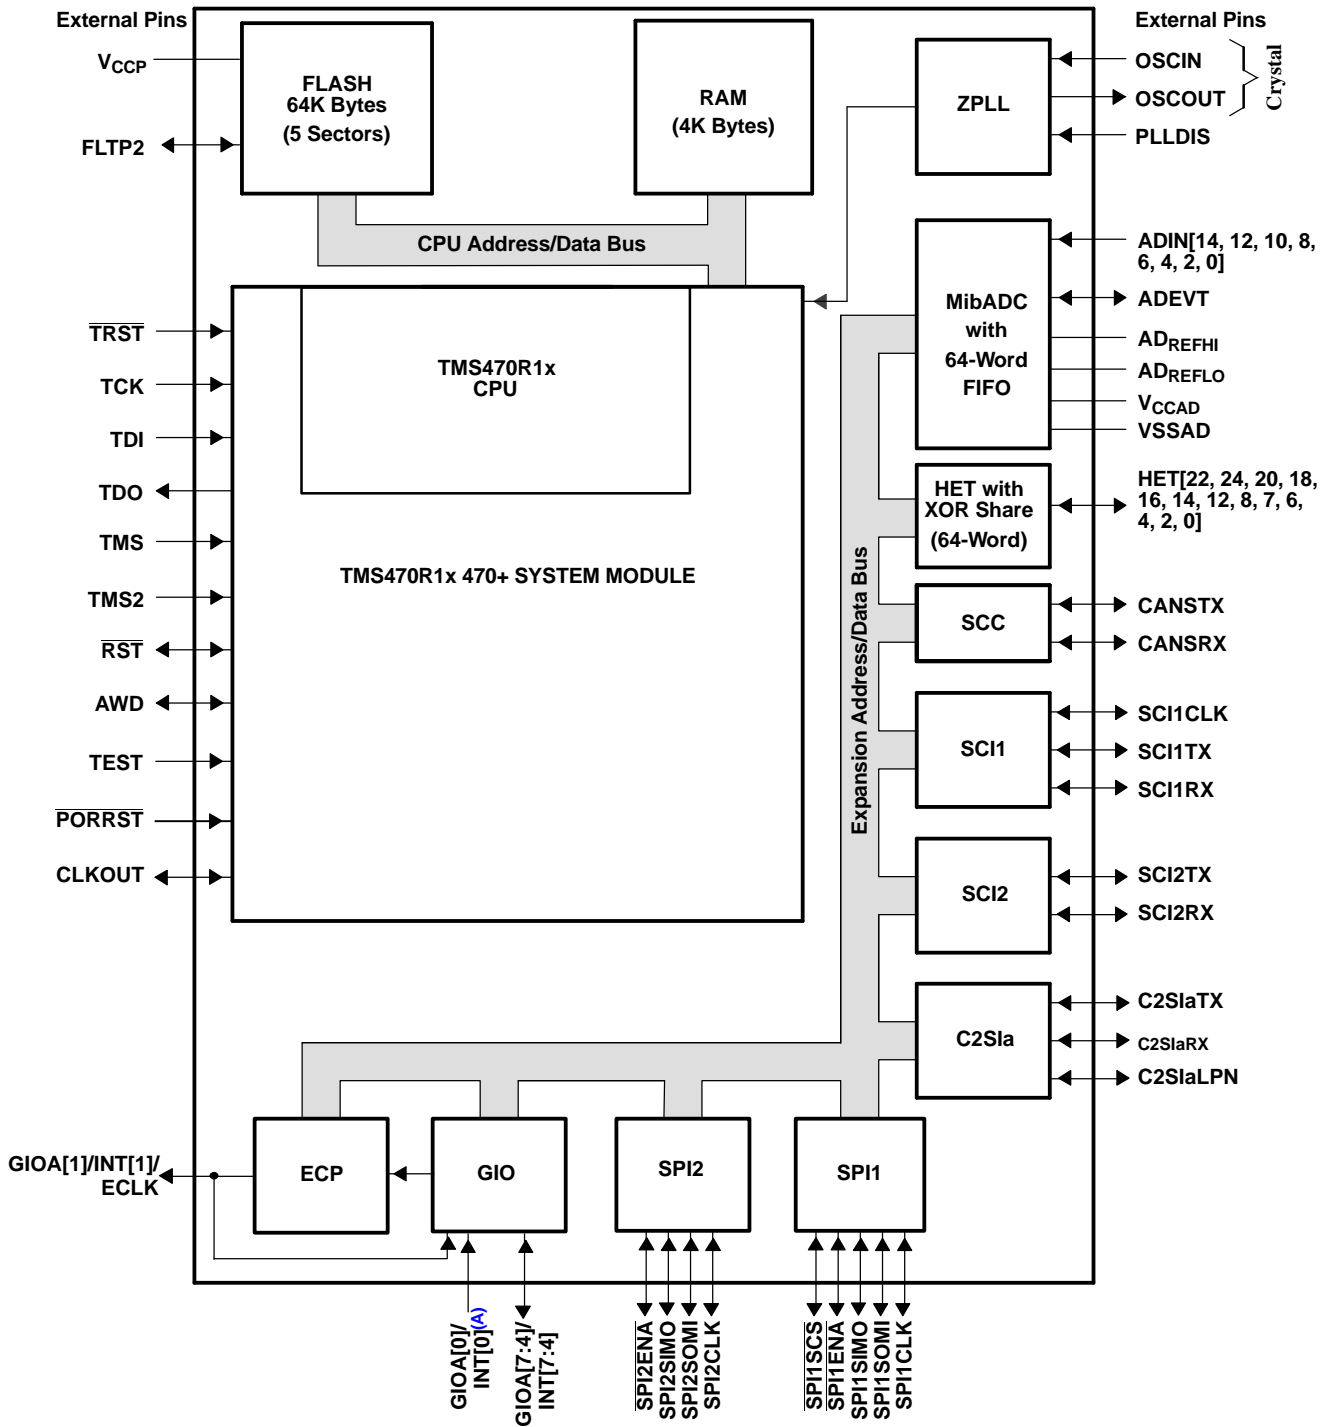 External Pins
External Pins
V_CCP
FLTP2
FLASH
64K Bytes
(5 Sectors)
RAM
(4K Bytes)
ZPLL
OSCIN
OSCOUT
Crystal
PLLDIS
CPU Address/Data Bus
MibADC
with
64-Word
FIFO
ADIN[14, 12, 10, 8,
6, 4, 2, 0]
ADEVT
AD_REFHI
AD_REFLO
V_CCAD
VSSAD
TRST
TCK
TDI
TDO
TMS
TMS2
RST
AWD
TEST
PORRST
CLKOUT
TMS470R1x
CPU
TMS470R1x 470+ SYSTEM MODULE
Expansion Address/Data Bus
HET with
XOR Share
(64-Word)
HET[22, 24, 20, 18,
16, 14, 12, 8, 7, 6,
4, 2, 0]
SCC
CANSTX
CANSRX
SCI1
SCI1CLK
SCI1TX
SCI1RX
SCI2
SCI2TX
SCI2RX
C2SIa
C2SIaTX
C2SIaRX
C2SIaLPN
GIOA[1]/INT[1]/
ECLK
ECP
GIO
SPI2
SPI1
GIOA[0]/
INT[0](A)
GIOA[7:4]/
INT[7:4]
SPI2ENA
SPI2SIMO
SPI2SOMI
SPI2CLK
SPI1SCS
SPI1ENA
SPI1SIMO
SPI1SOMI
SPI1CLK